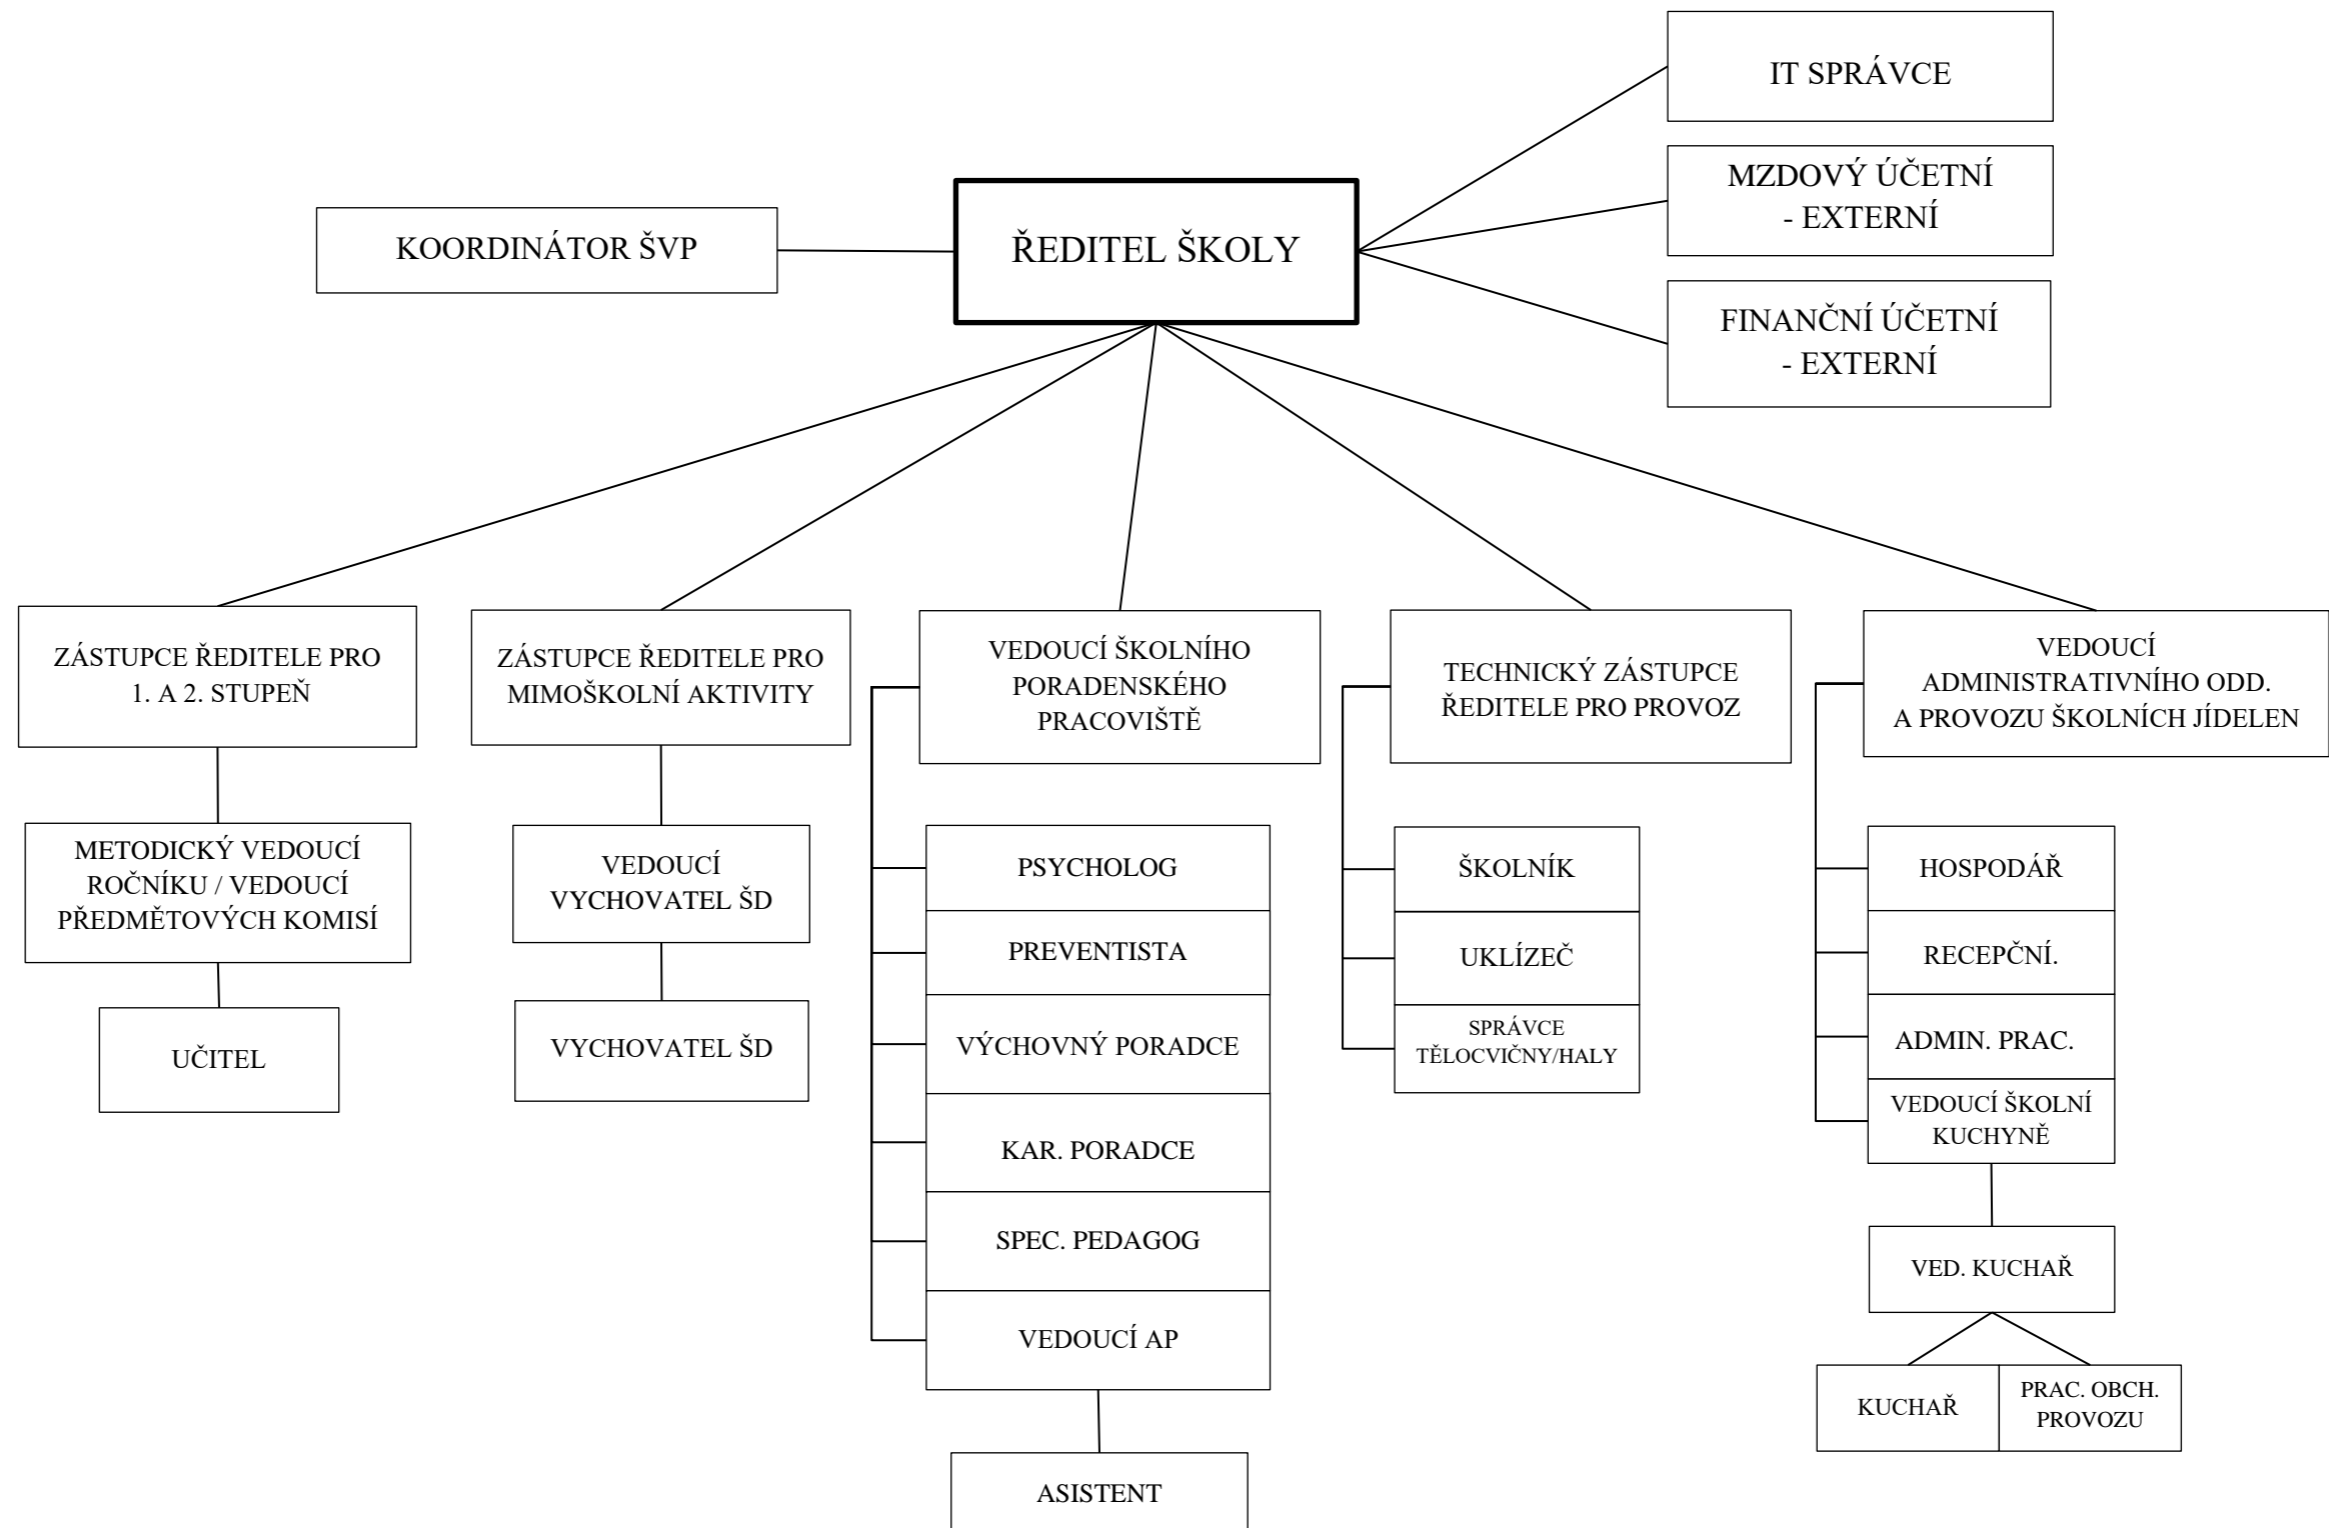 IT SPRÁVCE
MZDOVÝ ÚČETNÍ
- EXTERNÍ
KOORDINÁTOR ŠVP
ŘEDITEL ŠKOLY
FINANČNÍ ÚČETNÍ
- EXTERNÍ
ZÁSTUPCE ŘEDITELE PRO
1. A 2. STUPEŇ
ZÁSTUPCE ŘEDITELE PRO
MIMOŠKOLNÍ AKTIVITY
VEDOUCÍ ŠKOLNÍHO
PORADENSKÉHO
PRACOVIŠTĚ
TECHNICKÝ ZÁSTUPCE
ŘEDITELE PRO PROVOZ
VEDOUCÍ
ADMINISTRATIVNÍHO ODD.
A PROVOZU ŠKOLNÍCH JÍDELEN
METODICKÝ VEDOUCÍ
ROČNÍKU / VEDOUCÍ
PŘEDMĚTOVÝCH KOMISÍ
UČITEL
VEDOUCÍ
VYCHOVATEL ŠD
VYCHOVATEL ŠD
PSYCHOLOG
PREVENTISTA
VÝCHOVNÝ PORADCE
KAR. PORADCE
SPEC. PEDAGOG
VEDOUCÍ AP
ASISTENT
ŠKOLNÍK
UKLÍZEČ
SPRÁVCE
TĚLOCVIČNY/HALY
HOSPODÁŘ
RECEPČNÍ.
ADMIN. PRAC.
VEDOUCÍ ŠKOLNÍ
KUCHYNĚ
VED. KUCHAŘ
KUCHAŘ
PRAC. OBCH.
PROVOZU